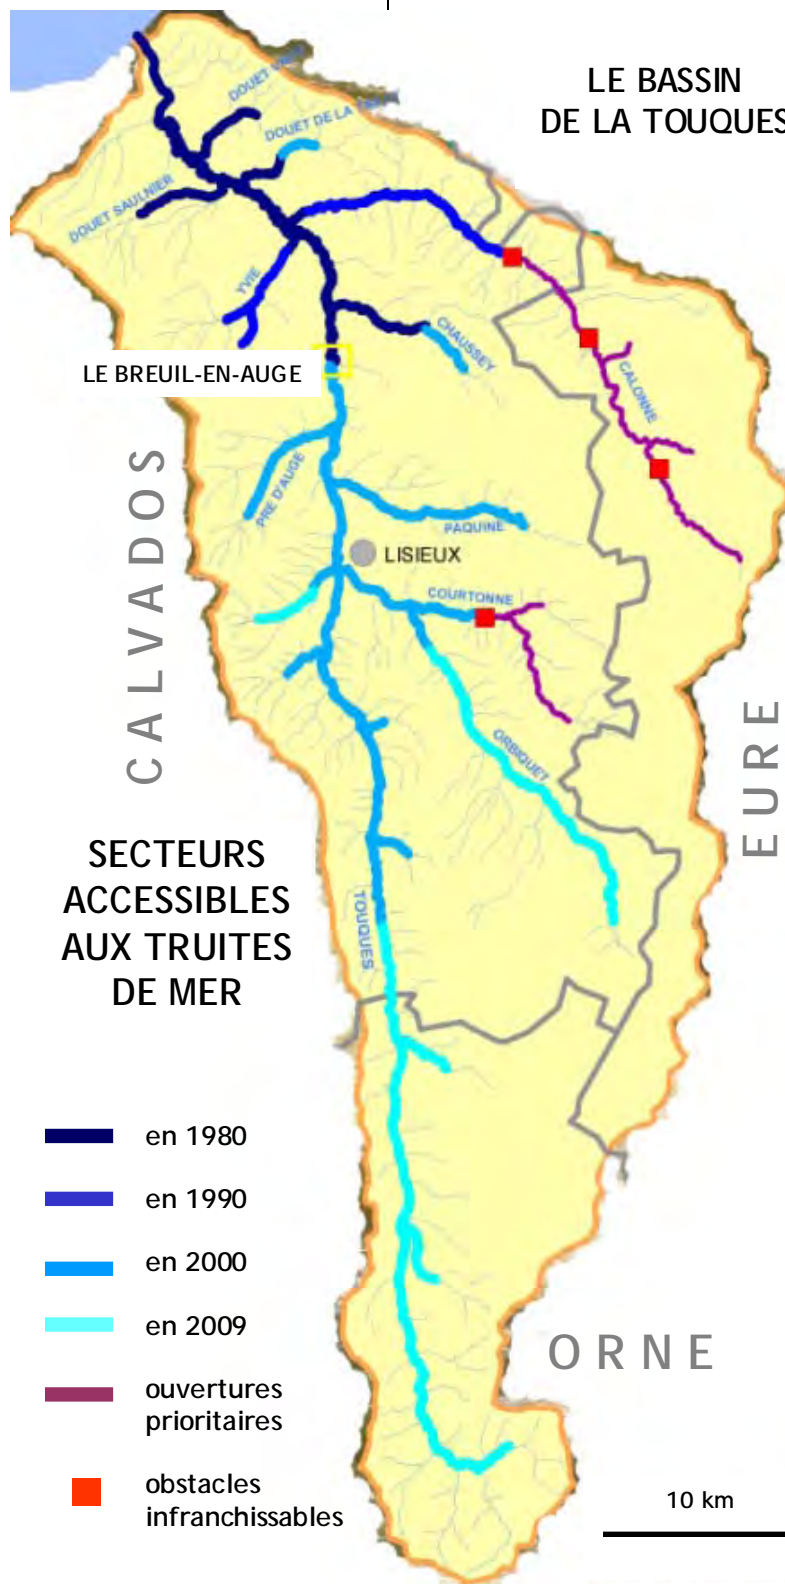 LE BASSIN
DE LA TOUQUES
DOUET
DOUET DE LA
DOUET SAULNIER
YVIE
CHAUSSEY
LE BREUIL-EN-AUGE
CALONNE
PRE D'AUGE
PAQUINE
LISIEUX
COURTONNE
CALVADOS
ORBIQUET
EURE
SECTEURS
ACCESSIBLES
AUX TRUITES
DE MER
TOUQUES
en 1980
en 1990
en 2000
en 2009
ORNE
ouvertures
prioritaires
obstacles
infranchissables
10 km